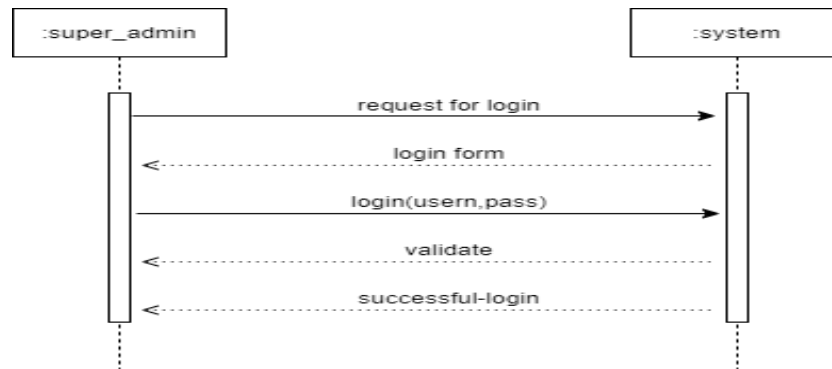 :super_admin
:system
request for login
login form
login(usern,pass)
validate
successful-login